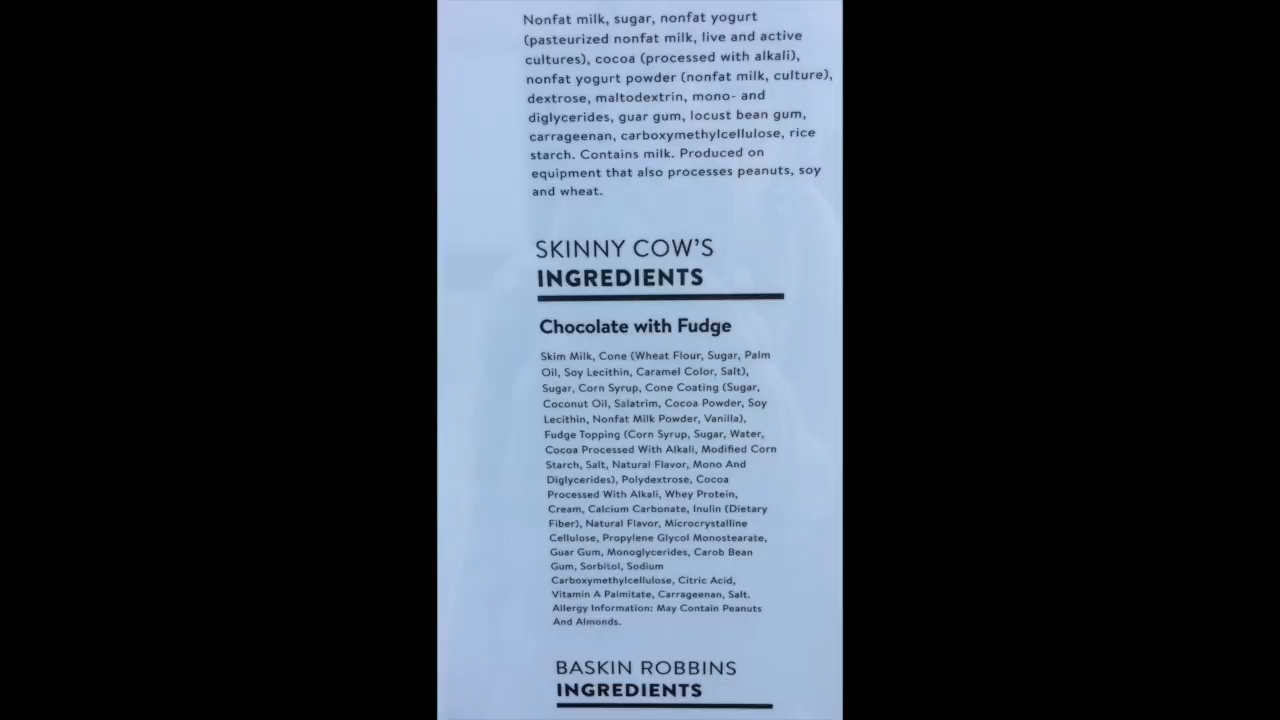 Nonfat milk, sugar, nonfat yogurt
(pasteurized nonfat milk, live and active
cultures), cocoa (processed with alkali),
nonfat yogurt powder (nonfat milk, culture),
dextrose, maltodextrin, mono- and
diglycerides, guar gum, locust bean gum,
carrageenan, carboxymethylcellulose, rice
starch. Contains milk. Produced on
equipment that also processes peanuts, soy
and wheat.
SKINNY COW'S
INGREDIENTS
Chocolate with Fudge
Skim Milk, Cone (Wheat Flour, Sugar, Palm
Oil, Soy Lecithin, Caramel Color, Salt),
Sugar, Corn Syrup, Cone Coating (Sugar,
Coconut Oil, Salatrim, Cocoa Powder, Soy
Lecithin, Nonfat Milk Powder, Vanilla),
Fudge Topping (Corn Syrup, Sugar, Water,
Cocoa Processed With Alkali, Modified Corn
Starch, Salt, Natural Flavor, Mono And
Diglycerides), Polydextrose, Cocoa
Processed With Alkali, Whey Protein,
Cream, Calcium Carbonate, Inulin (Dietary
Fiber), Natural Flavor, Microcrystalline
Cellulose, Propylene Glycol Monostearate,
Guar Gum, Monoglycerides, Carob Bean
Gum, Sorbitol, Sodium
Carboxymethylcellulose, Citric Acid,
Vitamin A Palmitate, Carrageenan, Salt.
Allergy Information: May Contain Peanuts
And Almonds.
BASKIN ROBBINS
INGREDIENTS